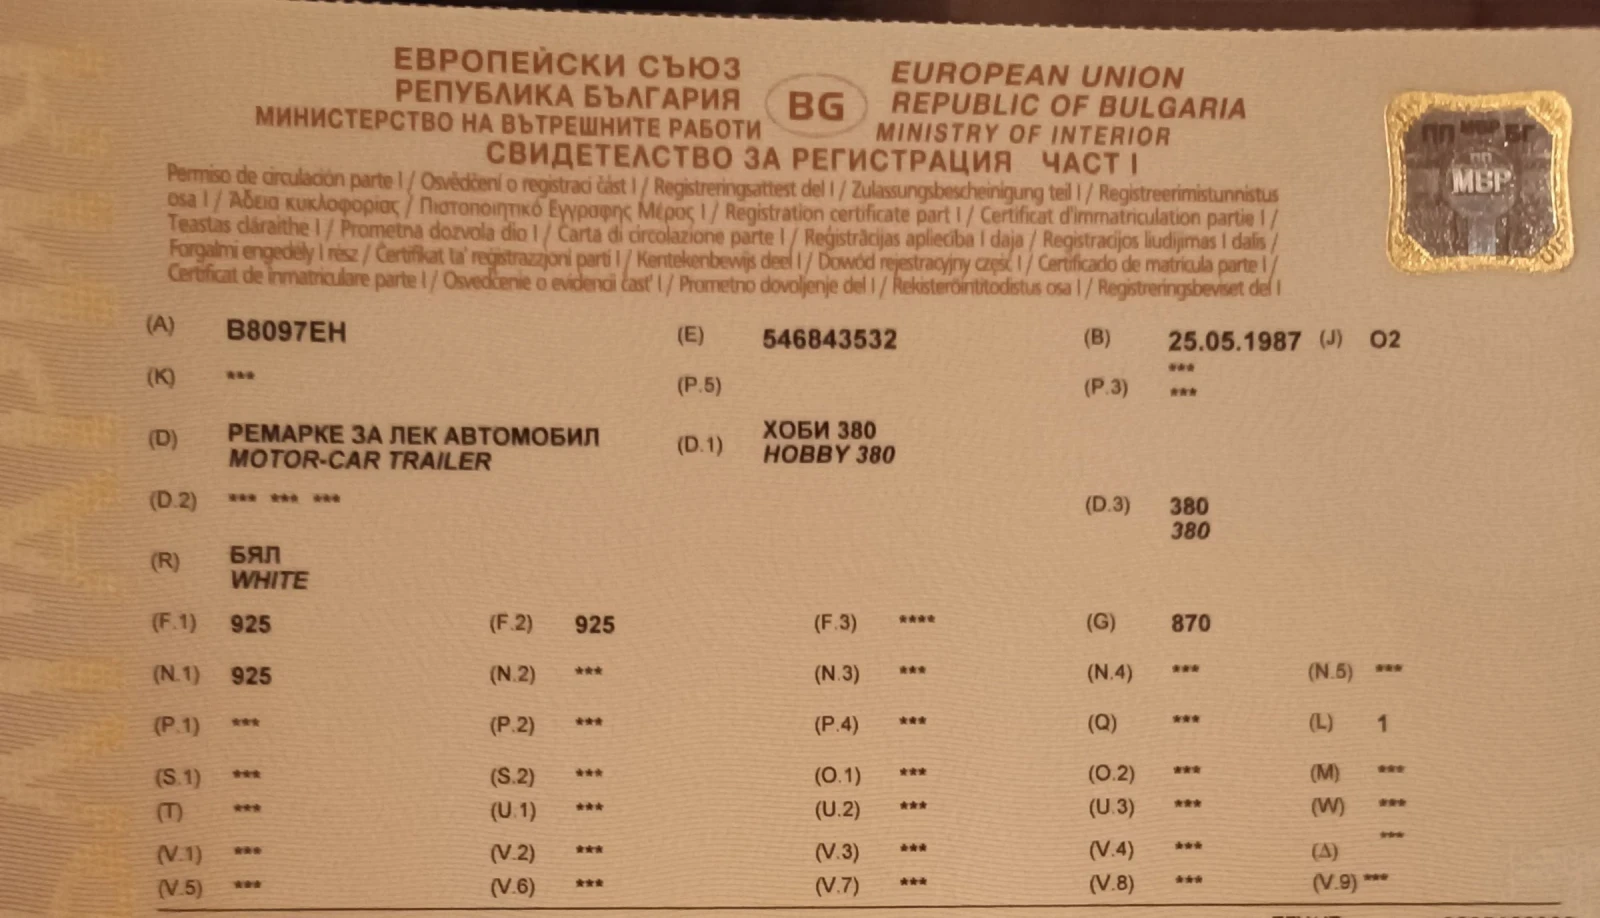 ЕВРОПЕЙСКИ СЪЮЗ
РЕПУБЛИКА БЪЛГАРИЯ
МИНИСТЕРСТВО НА ВЪТРЕШНИТЕ РАБОТИ
BG
EUROPEAN UNION
REPUBLIC OF BULGARIA
MINISTRY OF INTERIOR
СВИДЕТЕЛСТВО ЗА РЕГИСТРАЦИЯ ЧАСТ I
ПП МВР БГ
ПП
МВР
Permiso de circulación parte I / Osvědčení o registraci část I / Registreringsattest del I / Zulassungsbescheinigung teil I / Registreerimistunnistus
osa I / Άδεια κυκλοφορίας / Πιστοποιητικό Εγγραφής Μέρος I / Registration certificate part I / Certificat d'immatriculation partie I /
Teastas cláraithe I / Prometna dozvola dio I / Carta di circolazione parte I / Reģistrācijas apliecība I daļa / Registracijos liudijimas I dalis /
Forgalmi engedély I rész / Ċertifikat ta' reġistrazzjoni parti I / Kentekenbewijs deel I / Dowód rejestracyjny część I / Certificado de matrícula parte I /
Certificat de înmatriculare parte I / Osvedčenie o evidencii časť I / Prometno dovoljenje del I / Rekisteröintitodistus osa I / Registreringsbeviset del I
(A) B8097EH (E) 546843532 (B) 25.05.1987 (J) O2
***
(K) *** (P.5) (P.3) ***
(D) РЕМАРКЕ ЗА ЛЕК АВТОМОБИЛ (D.1) ХОБИ 380
MOTOR-CAR TRAILER HOBBY 380
(D.2) *** *** *** (D.3) 380
380
(R) БЯЛ
WHITE
(F.1) 925 (F.2) 925 (F.3) **** (G) 870
(N.1) 925 (N.2) *** (N.3) *** (N.4) *** (N.5) ***
(P.1) *** (P.2) *** (P.4) *** (Q) *** (L) 1
(S.1) *** (S.2) *** (O.1) *** (O.2) *** (M) ***
(T) *** (U.1) *** (U.2) *** (U.3) *** (W) ***
(V.1) *** (V.2) *** (V.3) *** (V.4) *** (Δ) ***
(V.5) *** (V.6) *** (V.7) *** (V.8) *** (V.9) ***